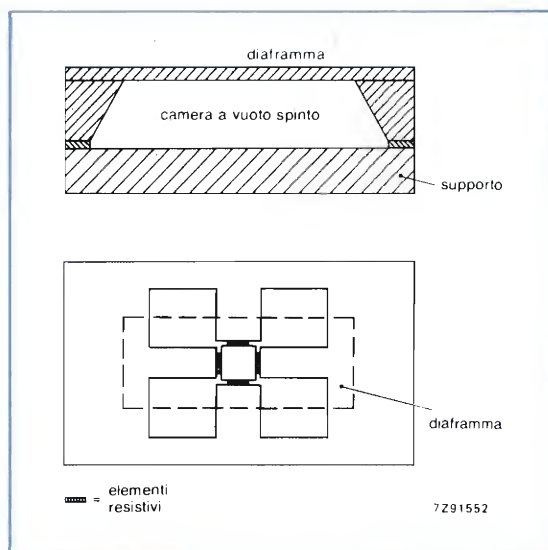 diaframma
camera a vuoto spinto
supporto
diaframma
= elementi
resistivi
7Z91552